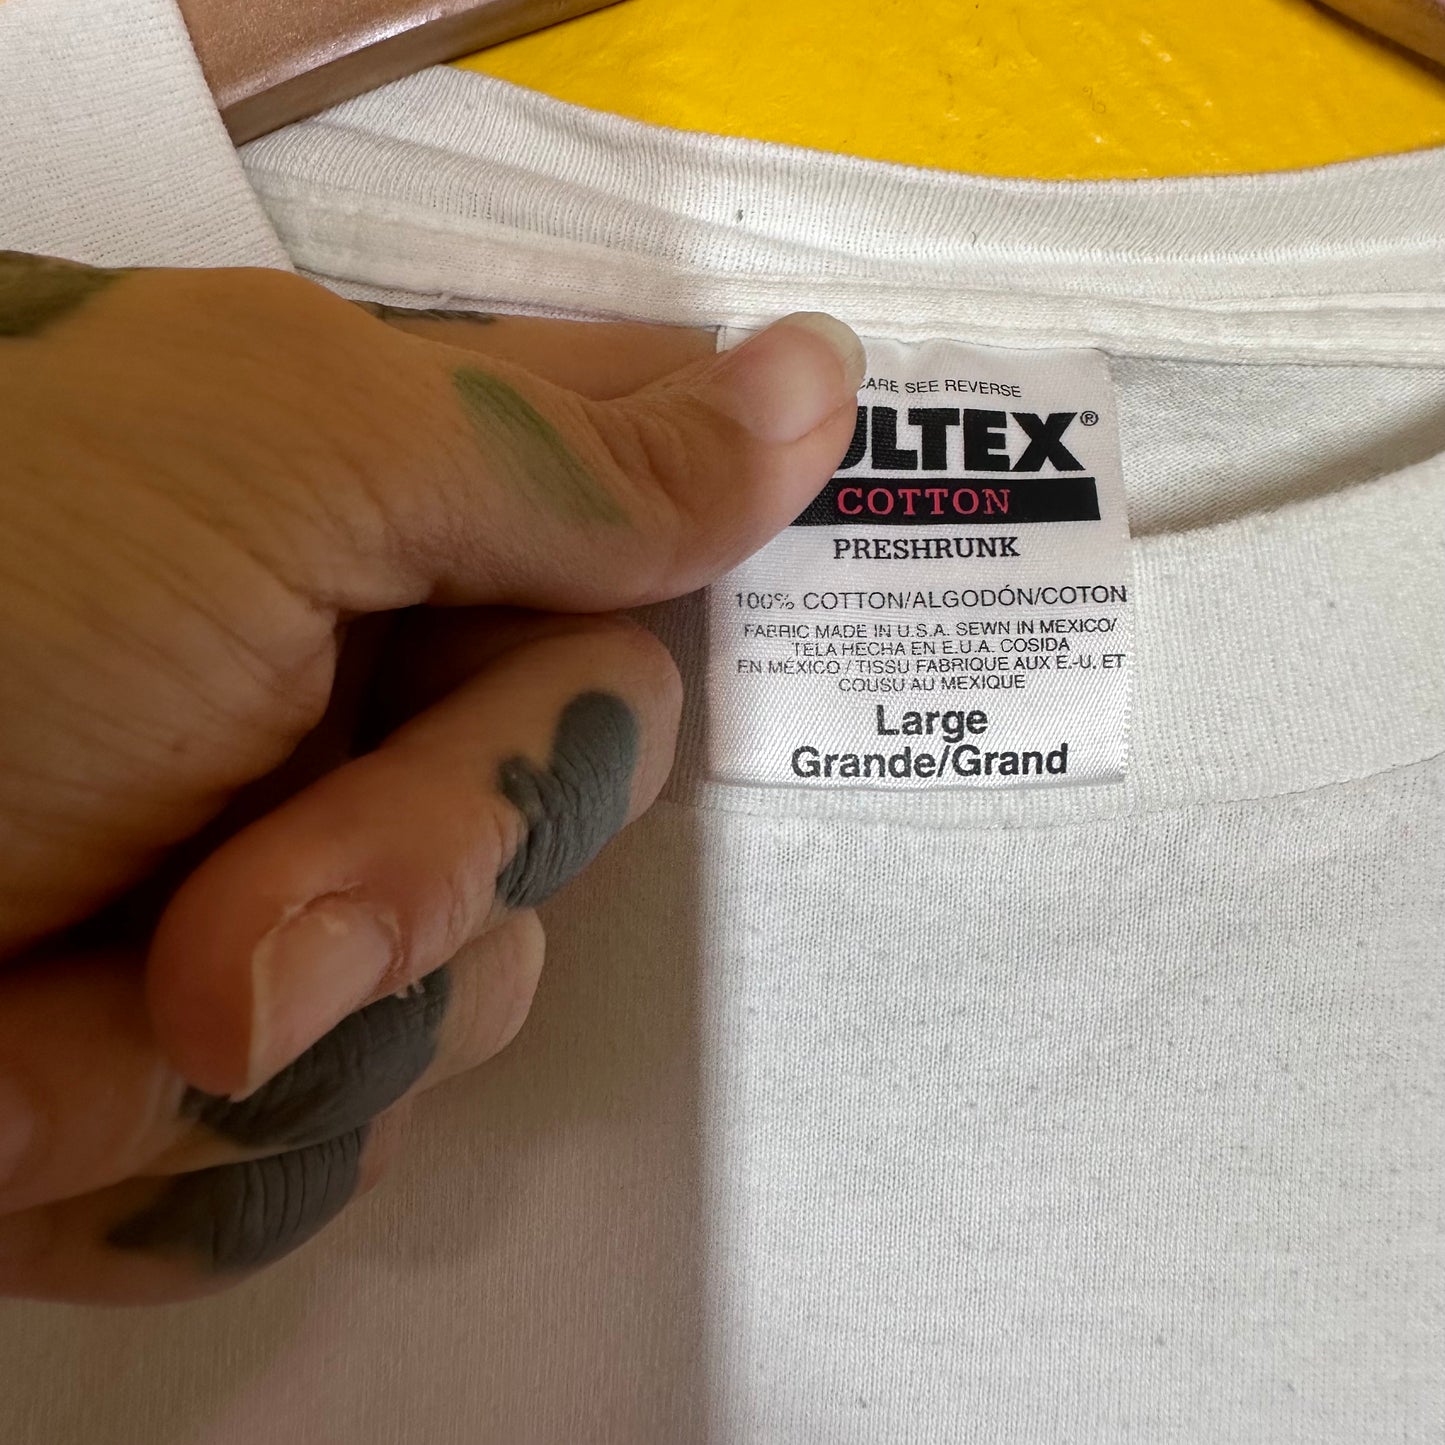 CARE SEE REVERSE
ULTEX®
COTTON
PRESHRUNK
100% COTTON/ALGODÓN/COTON
FABRIC MADE IN U.S.A. SEWN IN MEXICO/
TELA HECHA EN E.U.A. COSIDA
EN MÉXICO / TISSU FABRIQUE AUX E.-U. ET
COUSU AU MEXIQUE
Large
Grande/Grand